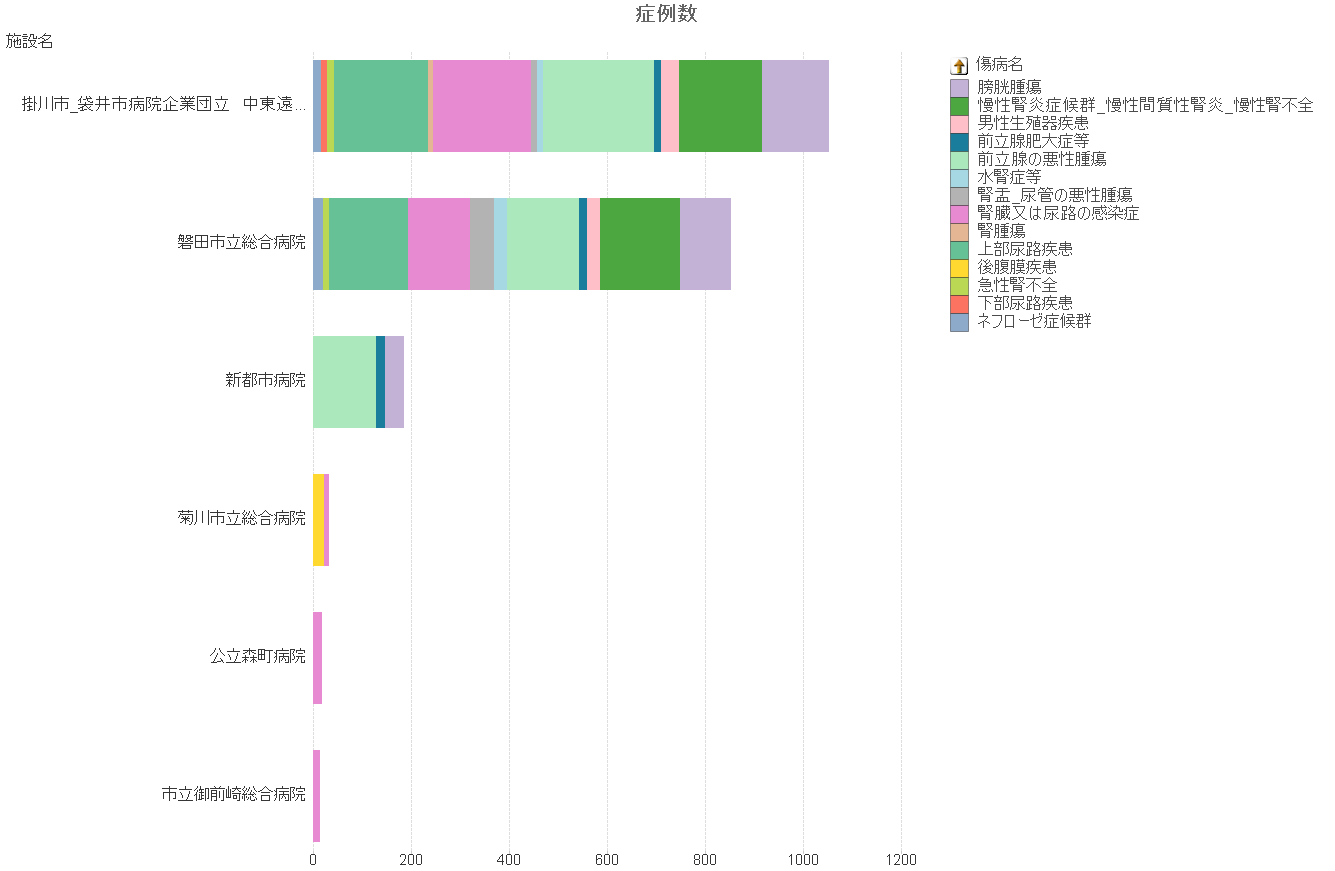 症例数
施設名
掛川市_袋井市病院企業団立　中東遠...
磐田市立総合病院
新都市病院
菊川市立総合病院
公立森町病院
市立御前崎総合病院
0 200 400 600 800 1000 1200
傷病名
膀胱腫瘍
慢性腎炎症候群_慢性間質性腎炎_慢性腎不全
男性生殖器疾患
前立腺肥大症等
前立腺の悪性腫瘍
水腎症等
腎盂_尿管の悪性腫瘍
腎臓又は尿路の感染症
腎腫瘍
上部尿路疾患
後腹膜疾患
急性腎不全
下部尿路疾患
ネフローゼ症候群